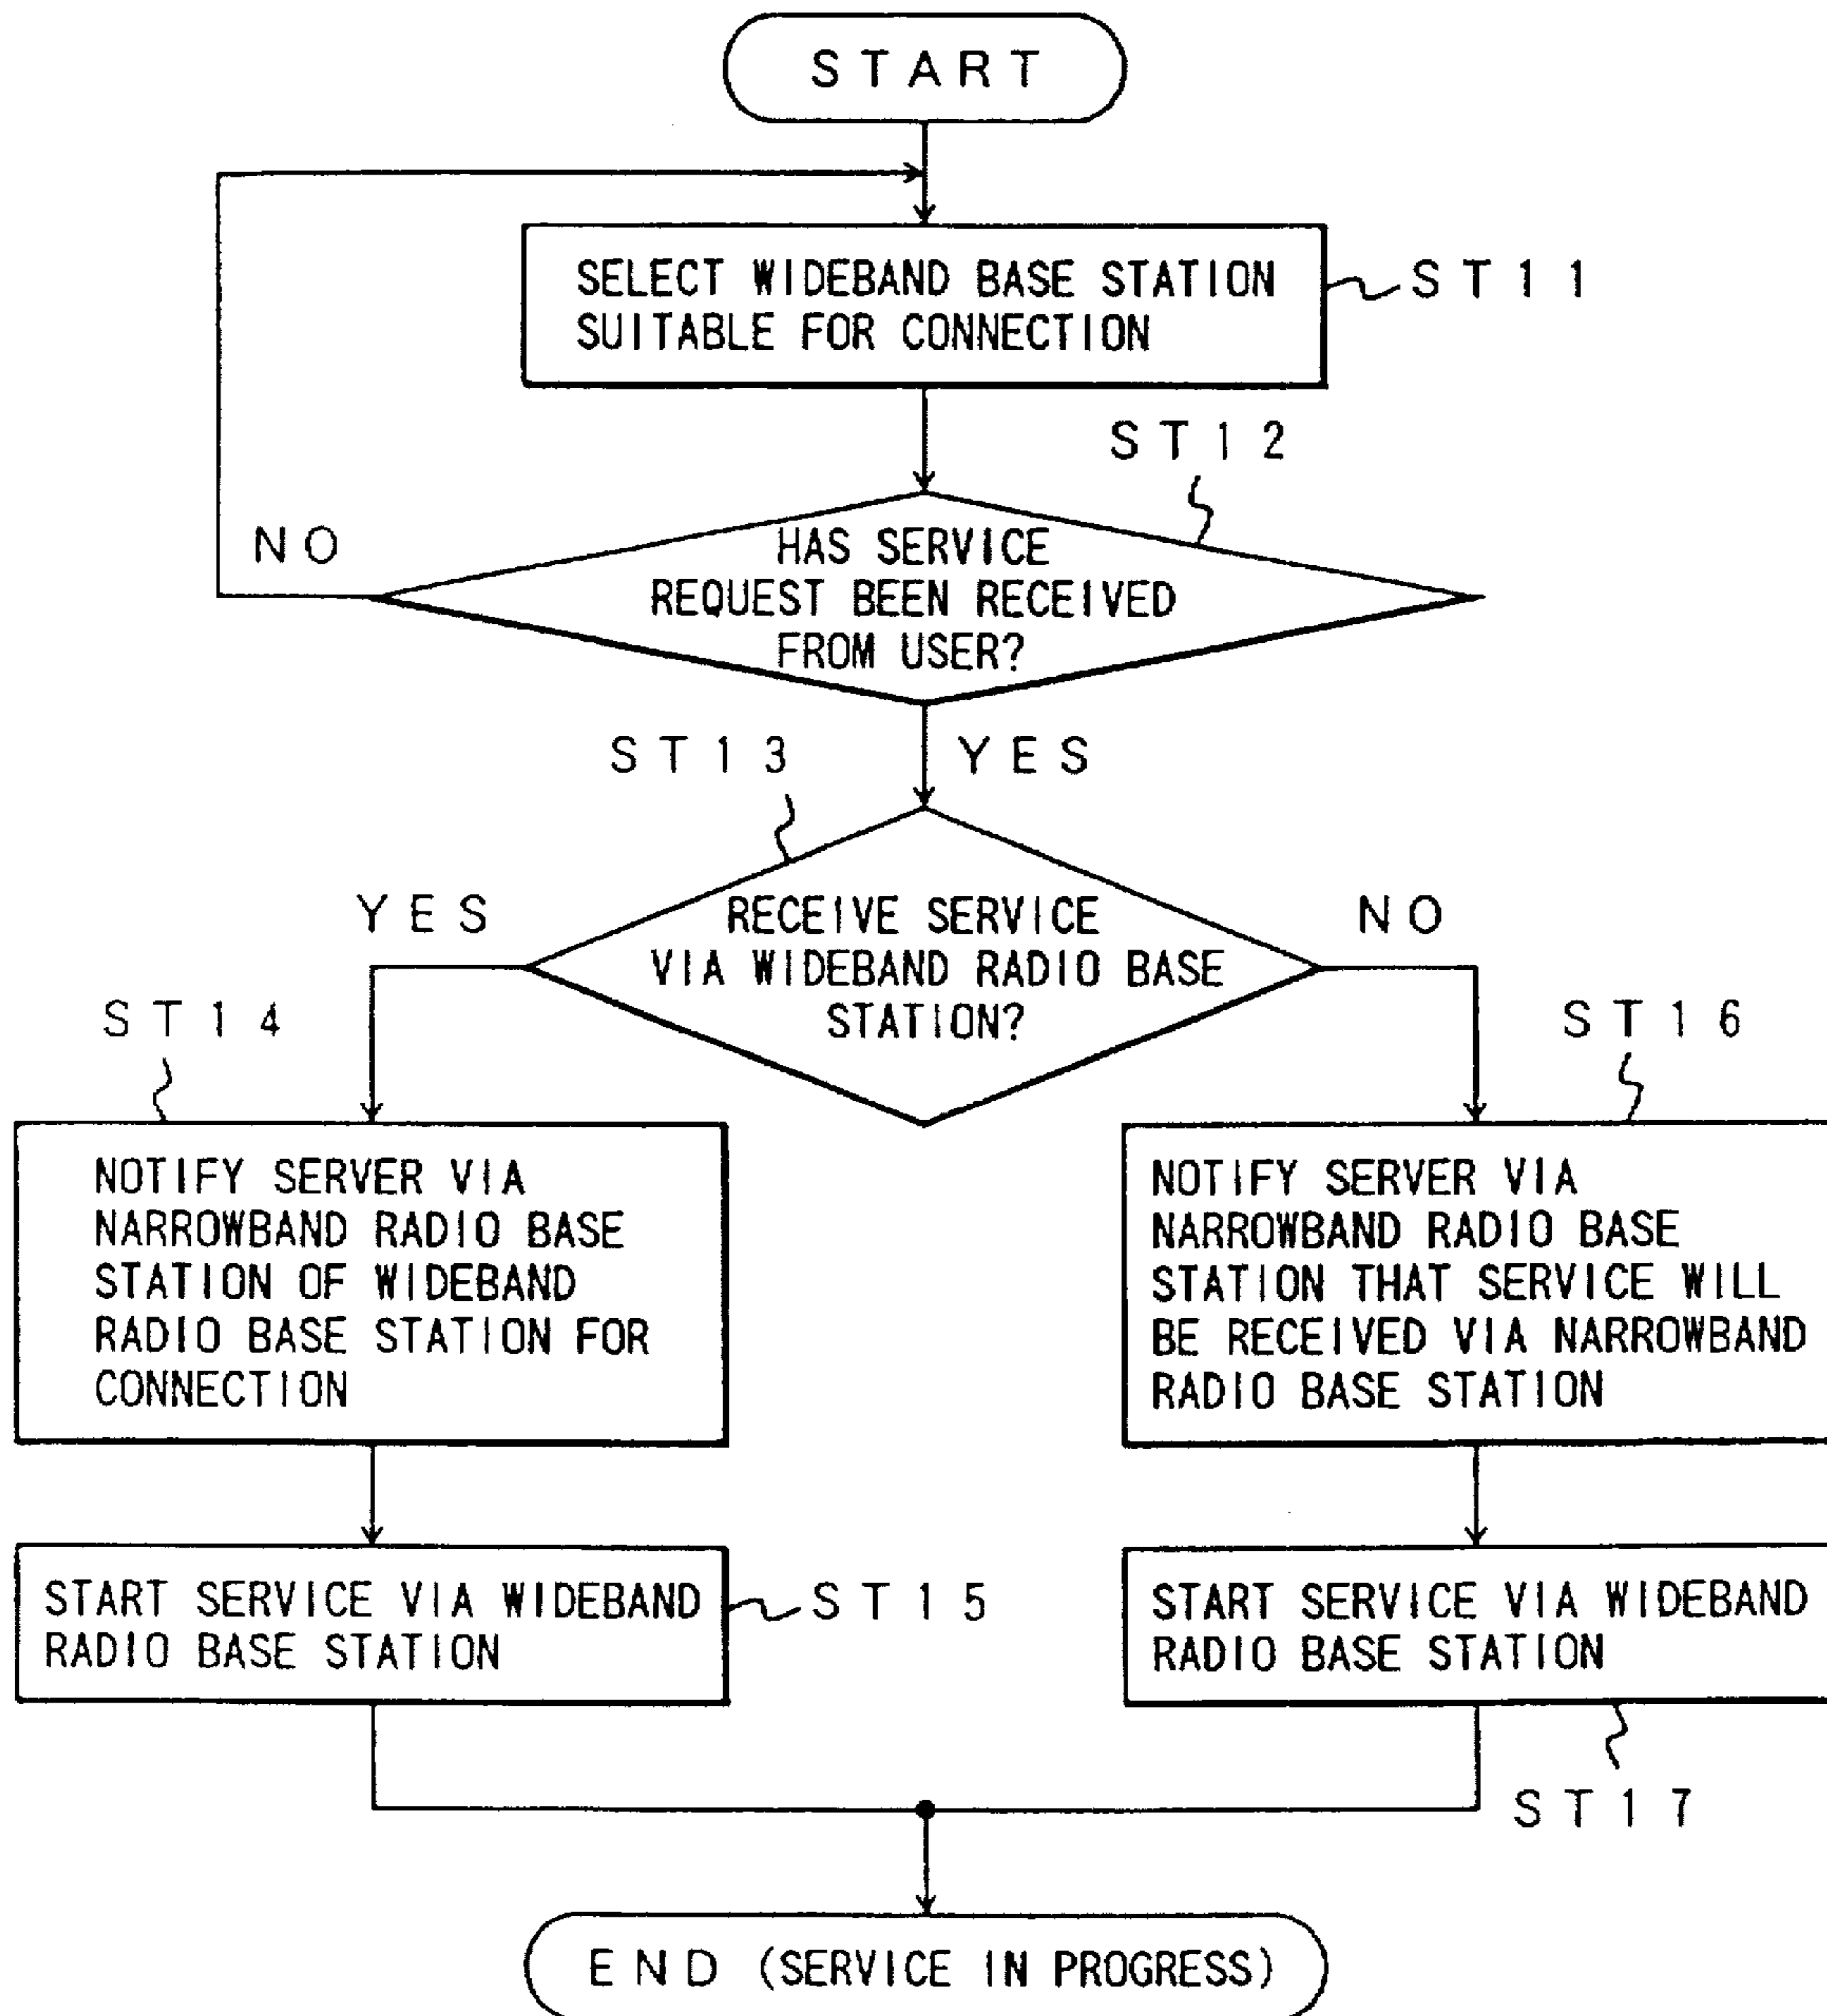 START
SELECT WIDEBAND BASE STATION
SUITABLE FOR CONNECTION
ST11
ST12
NO
HAS SERVICE
REQUEST BEEN RECEIVED
FROM USER?
ST13
YES
YES
RECEIVE SERVICE
VIA WIDEBAND RADIO BASE
STATION?
NO
ST14
ST16
NOTIFY SERVER VIA
NARROWBAND RADIO BASE
STATION OF WIDEBAND
RADIO BASE STATION FOR
CONNECTION
NOTIFY SERVER VIA
NARROWBAND RADIO BASE
STATION THAT SERVICE WILL
BE RECEIVED VIA NARROWBAND
RADIO BASE STATION
START SERVICE VIA WIDEBAND
RADIO BASE STATION
ST15
START SERVICE VIA WIDEBAND
RADIO BASE STATION
ST17
END (SERVICE IN PROGRESS)